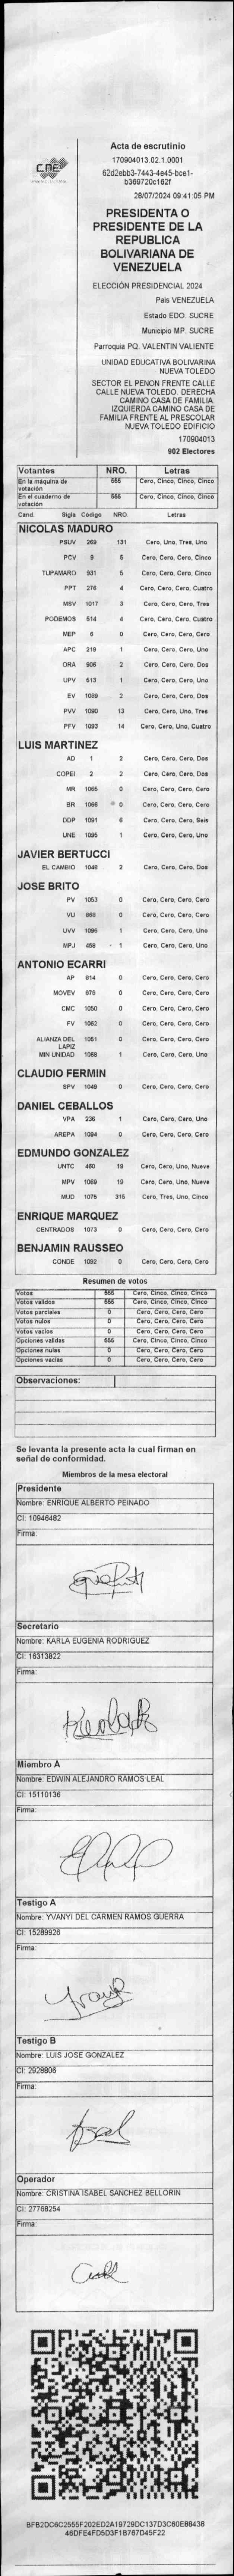 CNE
Acta de escrutinio
170904013.02.1.0001
62d2ebb3-7443-4e45-bce1-
b369720c162f
28/07/2024 09:41:05 PM
PRESIDENTA O
PRESIDENTE DE LA
REPUBLICA
BOLIVARIANA DE
VENEZUELA
ELECCIÓN PRESIDENCIAL 2024
País VENEZUELA
Estado EDO. SUCRE
Municipio MP. SUCRE
Parroquia PQ. VALENTIN VALIENTE
UNIDAD EDUCATIVA BOLIVARINA
NUEVA TOLEDO
SECTOR EL PENON FRENTE CALLE
CALLE NUEVA TOLEDO. DERECHA
CAMINO CASA DE FAMILIA.
IZQUIERDA CAMINO CASA DE
FAMILIA FRENTE AL PRESCOLAR
NUEVA TOLEDO EDIFICIO
170904013
902 Electores
Votantes NRO. Letras
En la máquina de votación 555 Cero, Cinco, Cinco, Cinco
En el cuaderno de votación 555 Cero, Cinco, Cinco, Cinco
Cand. Sigla Código NRO. Letras
NICOLAS MADURO
PSUV 269 131 Cero, Uno, Tres, Uno
PCV 9 5 Cero, Cero, Cero, Cinco
TUPAMARO 931 5 Cero, Cero, Cero, Cinco
PPT 276 4 Cero, Cero, Cero, Cuatro
MSV 1017 3 Cero, Cero, Cero, Tres
PODEMOS 514 4 Cero, Cero, Cero, Cuatro
MEP 6 0 Cero, Cero, Cero, Cero
APC 219 1 Cero, Cero, Cero, Uno
ORA 906 2 Cero, Cero, Cero, Dos
UPV 513 1 Cero, Cero, Cero, Uno
EV 1089 2 Cero, Cero, Cero, Dos
PVV 1090 13 Cero, Cero, Uno, Tres
PFV 1093 14 Cero, Cero, Uno, Cuatro
LUIS MARTINEZ
AD 1 2 Cero, Cero, Cero, Dos
COPEI 2 2 Cero, Cero, Cero, Dos
MR 1065 0 Cero, Cero, Cero, Cero
BR 1066 0 Cero, Cero, Cero, Cero
DDP 1091 6 Cero, Cero, Cero, Seis
UNE 1095 1 Cero, Cero, Cero, Uno
JAVIER BERTUCCI
EL CAMBIO 1046 2 Cero, Cero, Cero, Dos
JOSE BRITO
PV 1053 0 Cero, Cero, Cero, Cero
VU 860 0 Cero, Cero, Cero, Cero
UVV 1096 1 Cero, Cero, Cero, Uno
MPJ 458 1 Cero, Cero, Cero, Uno
ANTONIO ECARRI
AP 814 0 Cero, Cero, Cero, Cero
MOVEV 978 0 Cero, Cero, Cero, Cero
CMC 1050 0 Cero, Cero, Cero, Cero
FV 1062 0 Cero, Cero, Cero, Cero
ALIANZA DEL LAPIZ 1051 0 Cero, Cero, Cero, Cero
MIN UNIDAD 1088 1 Cero, Cero, Cero, Uno
CLAUDIO FERMIN
SPV 1049 0 Cero, Cero, Cero, Cero
DANIEL CEBALLOS
VPA 236 1 Cero, Cero, Cero, Uno
AREPA 1094 0 Cero, Cero, Cero, Cero
EDMUNDO GONZALEZ
UNTC 460 19 Cero, Cero, Uno, Nueve
MPV 1069 19 Cero, Cero, Uno, Nueve
MUD 1075 315 Cero, Tres, Uno, Cinco
ENRIQUE MARQUEZ
CENTRADOS 1073 0 Cero, Cero, Cero, Cero
BENJAMIN RAUSSEO
CONDE 1092 0 Cero, Cero, Cero, Cero
Resumen de votos
Votos 555 Cero, Cinco, Cinco, Cinco
Votos validos 555 Cero, Cinco, Cinco, Cinco
Votos parciales 0 Cero, Cero, Cero, Cero
Votos nulos 0 Cero, Cero, Cero, Cero
Votos vacios 0 Cero, Cero, Cero, Cero
Opciones validas 555 Cero, Cinco, Cinco, Cinco
Opciones nulas 0 Cero, Cero, Cero, Cero
Opciones vacias 0 Cero, Cero, Cero, Cero
Observaciones:
Se levanta la presente acta la cual firman en
señal de conformidad.
Miembros de la mesa electoral
Presidente
Nombre: ENRIQUE ALBERTO PEINADO
CI: 10946482
Firma:
Secretario
Nombre: KARLA EUGENIA RODRIGUEZ
CI: 16313822
Firma:
Miembro A
Nombre: EDWIN ALEJANDRO RAMOS LEAL
CI: 15110136
Firma:
Testigo A
Nombre: YVANYI DEL CARMEN RAMOS GUERRA
CI: 15289926
Firma:
Testigo B
Nombre: LUIS JOSE GONZALEZ
CI: 2928806
Firma:
Operador
Nombre: CRISTINA ISABEL SANCHEZ BELLORIN
CI: 27768254
Firma:
BFB2DC6C2555F202ED2A19729DC137D3C60E88436
46DFE4FD5D3F1B767D45F22